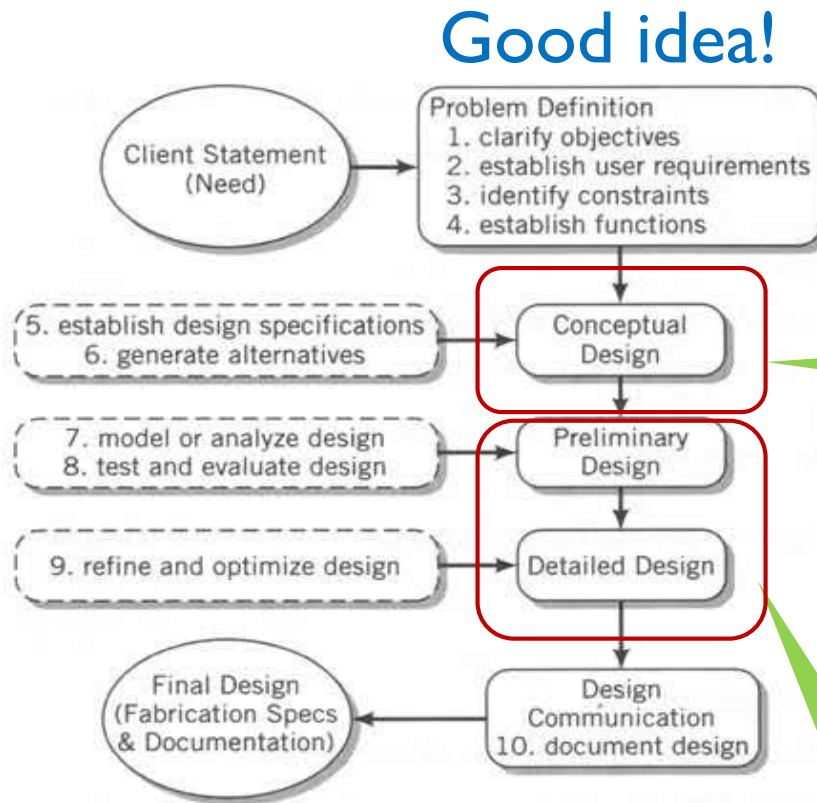 Good idea!
Client Statement
(Need)
Problem Definition
1. clarify objectives
2. establish user requirements
3. identify constraints
4. establish functions
5. establish design specifications
6. generate alternatives
Conceptual
Design
7. model or analyze design
8. test and evaluate design
Preliminary
Design
9. refine and optimize design
Detailed Design
Final Design
(Fabrication Specs
& Documentation)
Design
Communication
10. document design